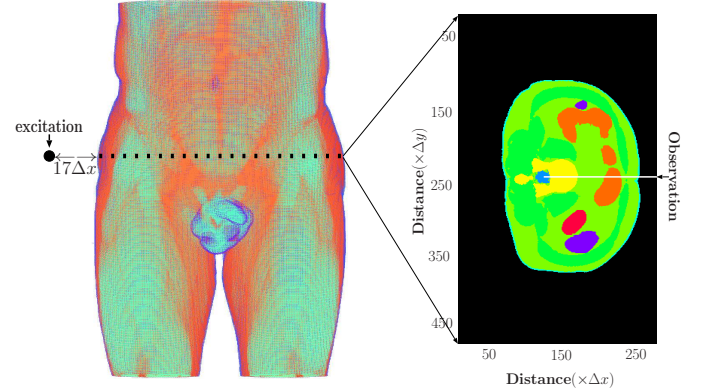 excitation
17Δx
50
150
250
350
450
Distance(×Δy)
Observation
50
150
250
Distance(×Δx)